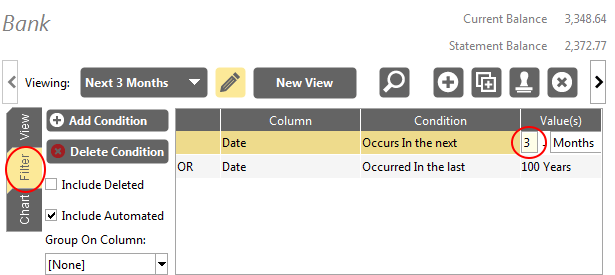 Bank
Current Balance 3,348.64
Statement Balance 2,372.77
Viewing: Next 3 Months New View
View
Filter
Chart
Add Condition
Delete Condition
Include Deleted
Include Automated
Group On Column:
[None]
Column Condition Value(s)
Date Occurs In the next 3 - Months
OR Date Occurred In the last 100 Years